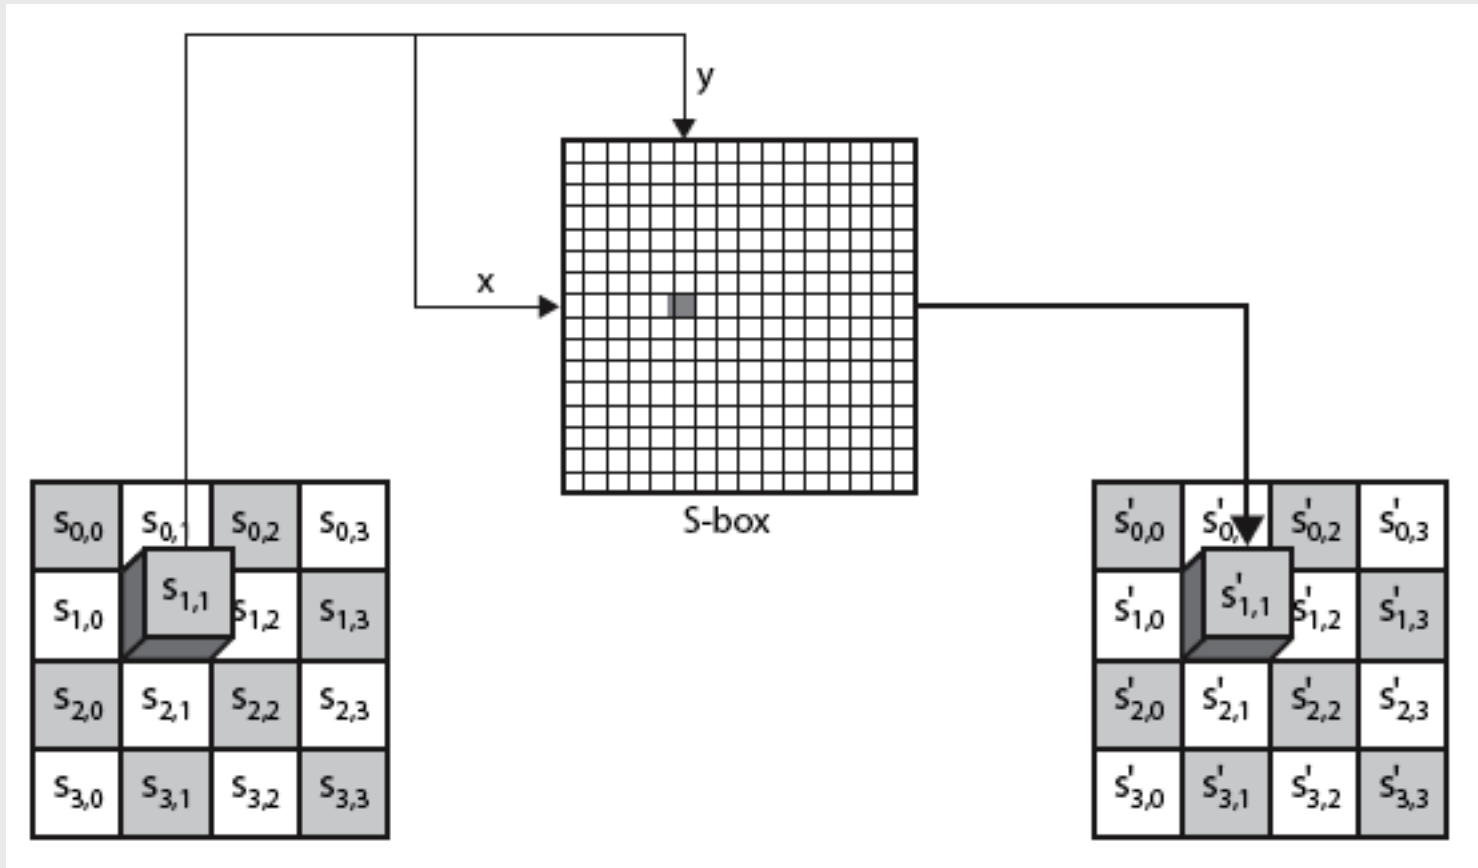 y
x
S-box
s0,0 s0,1 s0,2 s0,3
s1,0 s1,1 s1,2 s1,3
s2,0 s2,1 s2,2 s2,3
s3,0 s3,1 s3,2 s3,3
s'0,0 s'0, s'0,2 s'0,3
s'1,0 s'1,1 s'1,2 s'1,3
s'2,0 s'2,1 s'2,2 s'2,3
s'3,0 s'3,1 s'3,2 s'3,3